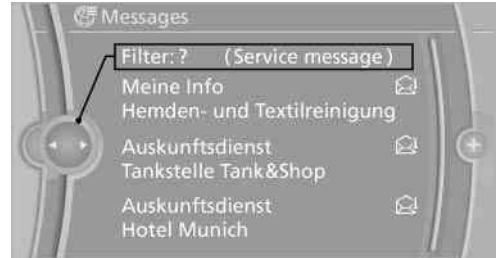 Messages
Filter: ? (Service message)
Meine Info
Hemden- und Textilreinigung
Auskunftsdienst
Tankstelle Tank&Shop
Auskunftsdienst
Hotel Munich